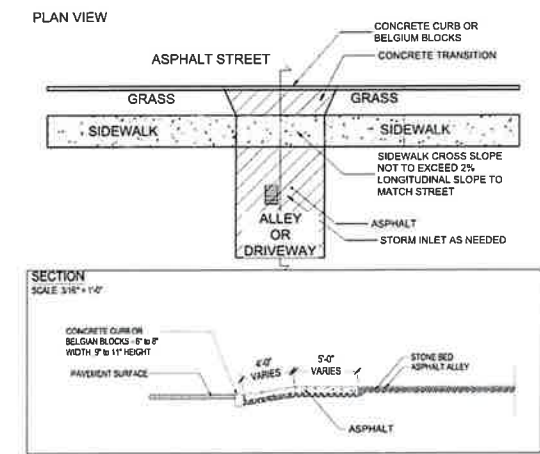 PLAN VIEW
CONCRETE CURB OR
BELGIUM BLOCKS
ASPHALT STREET
CONCRETE TRANSITION
GRASS
GRASS
SIDEWALK
SIDEWALK
SIDEWALK CROSS SLOPE
NOT TO EXCEED 2%
LONGITUDINAL SLOPE TO
MATCH STREET
ASPHALT
ALLEY
OR
DRIVEWAY
STORM INLET AS NEEDED
SECTION
SCALE 3/16" = 1'-0"
CONCRETE CURB OR
BELGIAN BLOCKS - 6" to 8"
WIDTH 9" to 11" HEIGHT
4'-0"
VARIES
5'-0"
VARIES
PAVEMENT SURFACE
STONE BED
ASPHALT ALLEY
ASPHALT